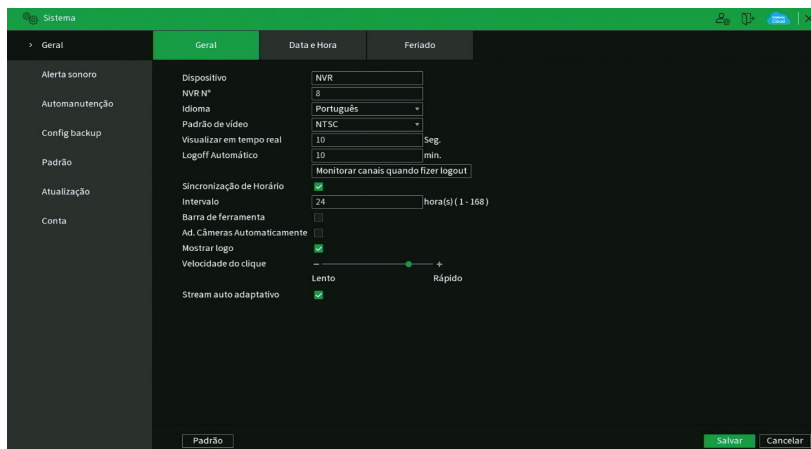 Sistema
Geral
Alerta sonoro
Automanutenção
Config backup
Padrão
Atualização
Conta
Geral Data e Hora Feriado
Dispositivo NVR
NVR N° 8
Idioma Português
Padrão de vídeo NTSC
Visualizar em tempo real 10 Seg.
Logoff Automático 10 min.
Monitorar canais quando fizer logout
Sincronização de Horário
Intervalo 24 hora(s) ( 1 - 168 )
Barra de ferramenta
Ad. Câmeras Automaticamente
Mostrar logo
Velocidade do clique − +
Lento Rápido
Stream auto adaptativo
Padrão Salvar Cancelar